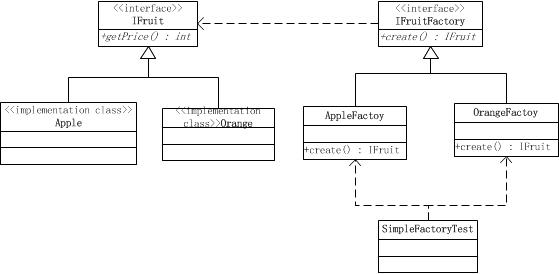 <<interface>>
IFruit
+getPrice() : int
<<interface>>
IFruitFactory
+create() : IFruit
<<implementation class>>
Apple
<<implementation
class>>Orange
AppleFactoy
+create() : IFruit
OrangeFactoy
+create() : IFruit
SimpleFactoryTest